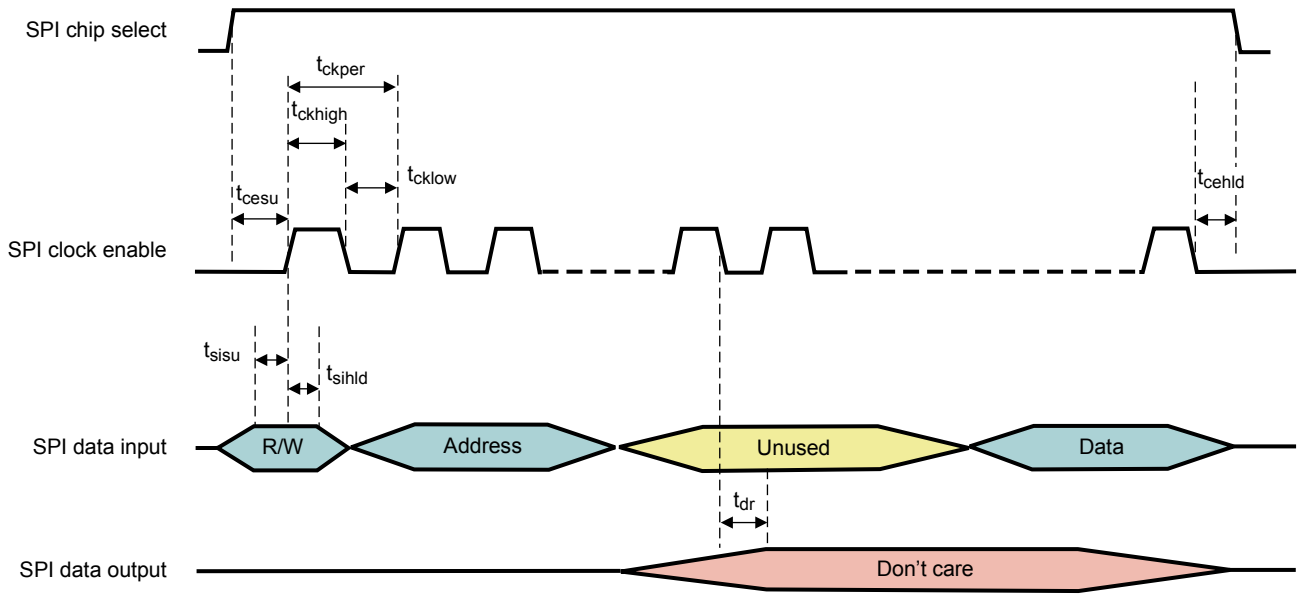 SPI chip select
tckper
tckhigh
tcklow
tcesu
tcehld
SPI clock enable
tsisu
tsihld
SPI data input
R/W
Address
Unused
Data
tdr
SPI data output
Don't care